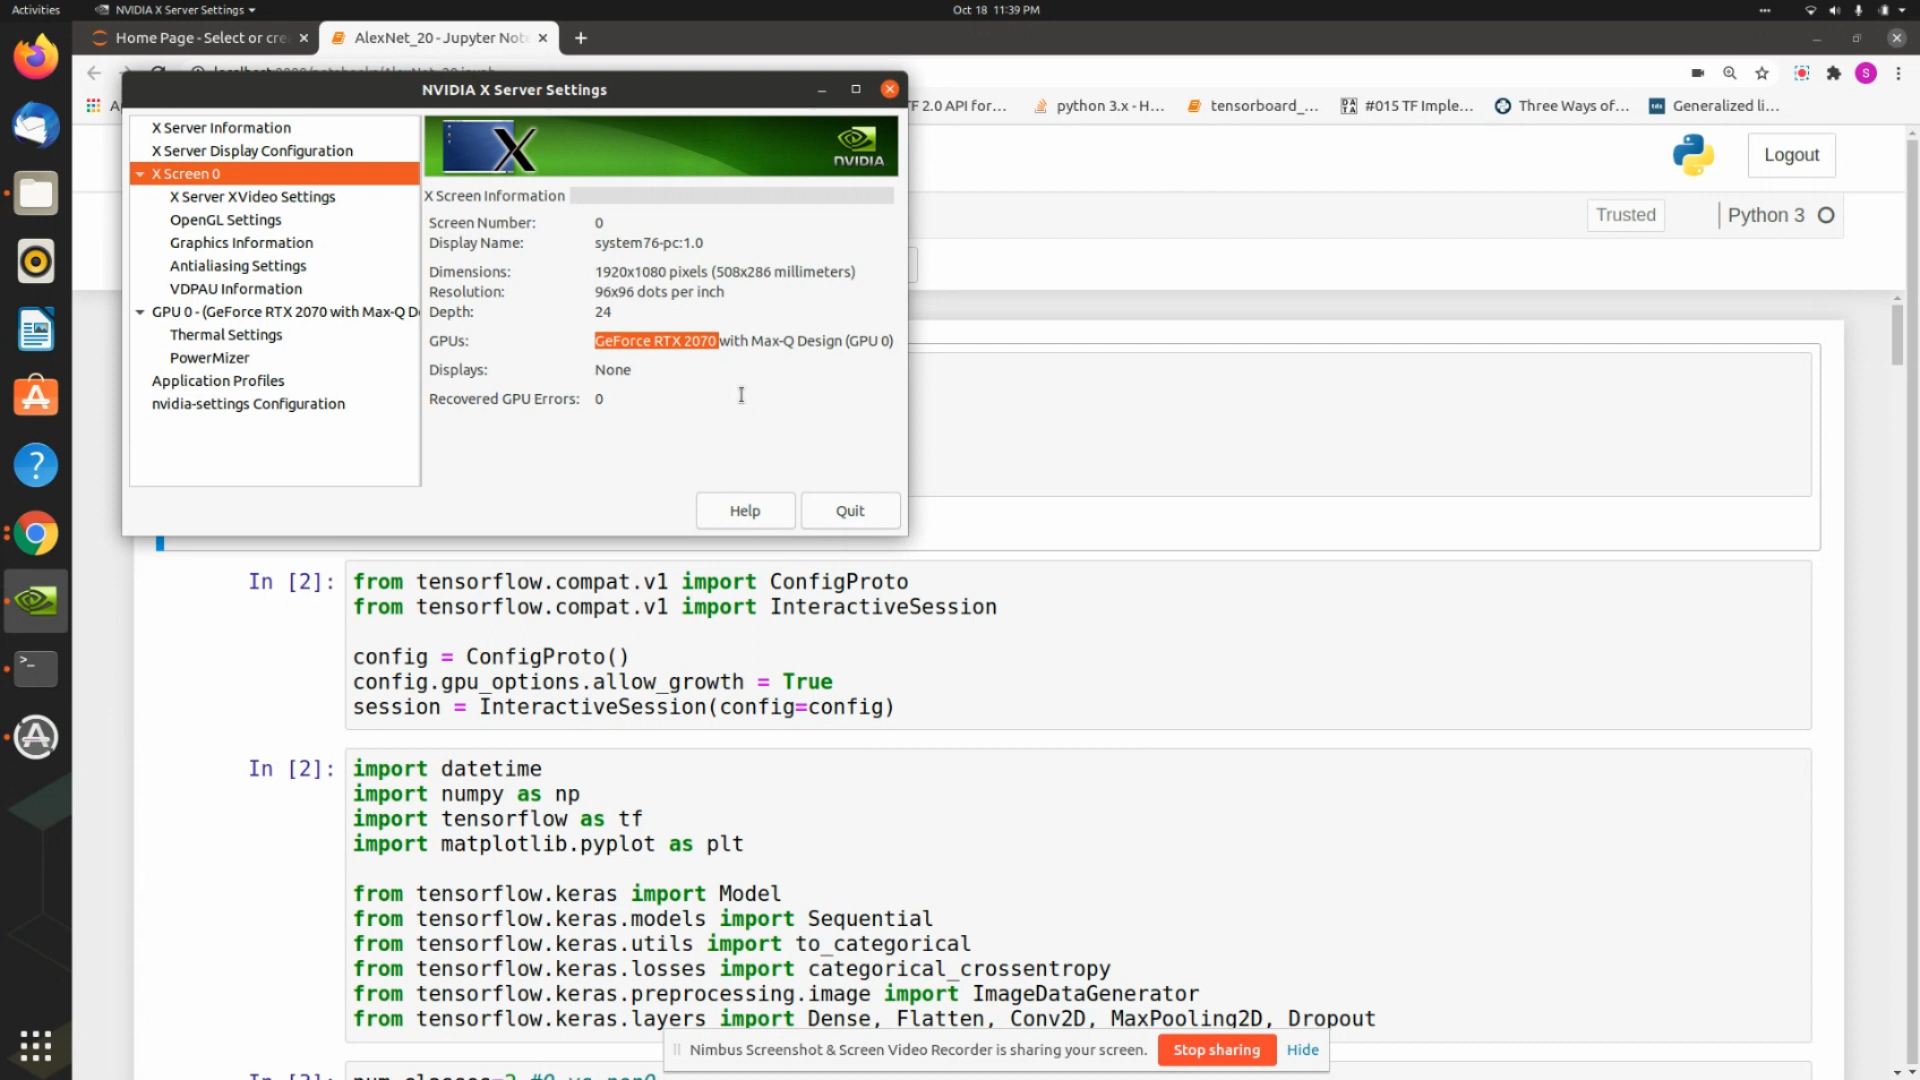 Activities
NVIDIA X Server Settings
Oct 18 11:39 PM
Home Page - Select or cre
AlexNet_20 - Jupyter Not
S
F 2.0 API for...
python 3.x - H...
tensorboard_...
#015 TF Imple...
Three Ways of...
Generalized li...
NVIDIA X Server Settings
X Server Information
X Server Display Configuration
X Screen 0
X Server XVideo Settings
OpenGL Settings
Graphics Information
Antialiasing Settings
VDPAU Information
GPU 0 - (GeForce RTX 2070 with Max-Q D
Thermal Settings
PowerMizer
Application Profiles
nvidia-settings Configuration
X
NVIDIA
X Screen Information
Screen Number: 0
Display Name: system76-pc:1.0
Dimensions: 1920x1080 pixels (508x286 millimeters)
Resolution: 96x96 dots per inch
Depth: 24
GPUs: GeForce RTX 2070 with Max-Q Design (GPU 0)
Displays: None
Recovered GPU Errors: 0
Help
Quit
Logout
Trusted
Python 3
In [2]:
from tensorflow.compat.v1 import ConfigProto
from tensorflow.compat.v1 import InteractiveSession
config = ConfigProto()
config.gpu_options.allow_growth = True
session = InteractiveSession(config=config)
In [2]:
import datetime
import numpy as np
import tensorflow as tf
import matplotlib.pyplot as plt
from tensorflow.keras import Model
from tensorflow.keras.models import Sequential
from tensorflow.keras.utils import to_categorical
from tensorflow.keras.losses import categorical_crossentropy
from tensorflow.keras.preprocessing.image import ImageDataGenerator
from tensorflow.keras.layers import Dense, Flatten, Conv2D, MaxPooling2D, Dropout
Nimbus Screenshot & Screen Video Recorder is sharing your screen.
Stop sharing
Hide